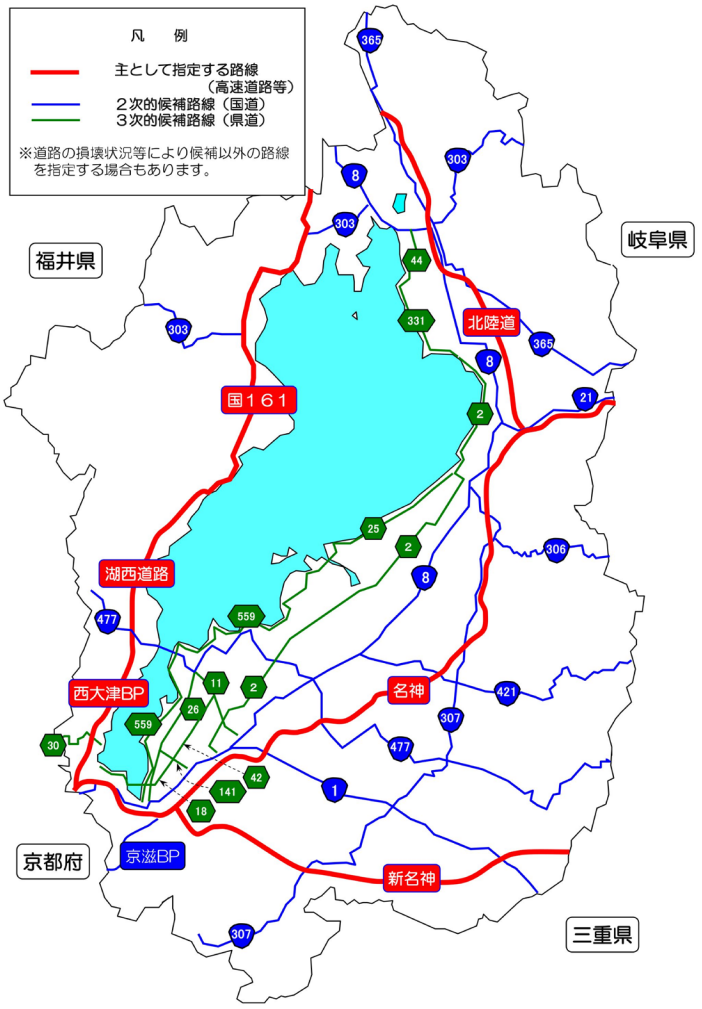 凡　例
主として指定する路線
（高速道路等）
２次的候補路線（国道）
３次的候補路線（県道）
※道路の損壊状況等により候補以外の路線
を指定する場合もあります。
365
8
303
303
福井県
岐阜県
44
303
331
北陸道
365
8
国１６１
21
2
25
2
306
湖西道路
8
477
559
11
2
西大津BP
名神
421
26
307
559
30
477
42
1
141
18
京都府
京滋BP
新名神
307
三重県